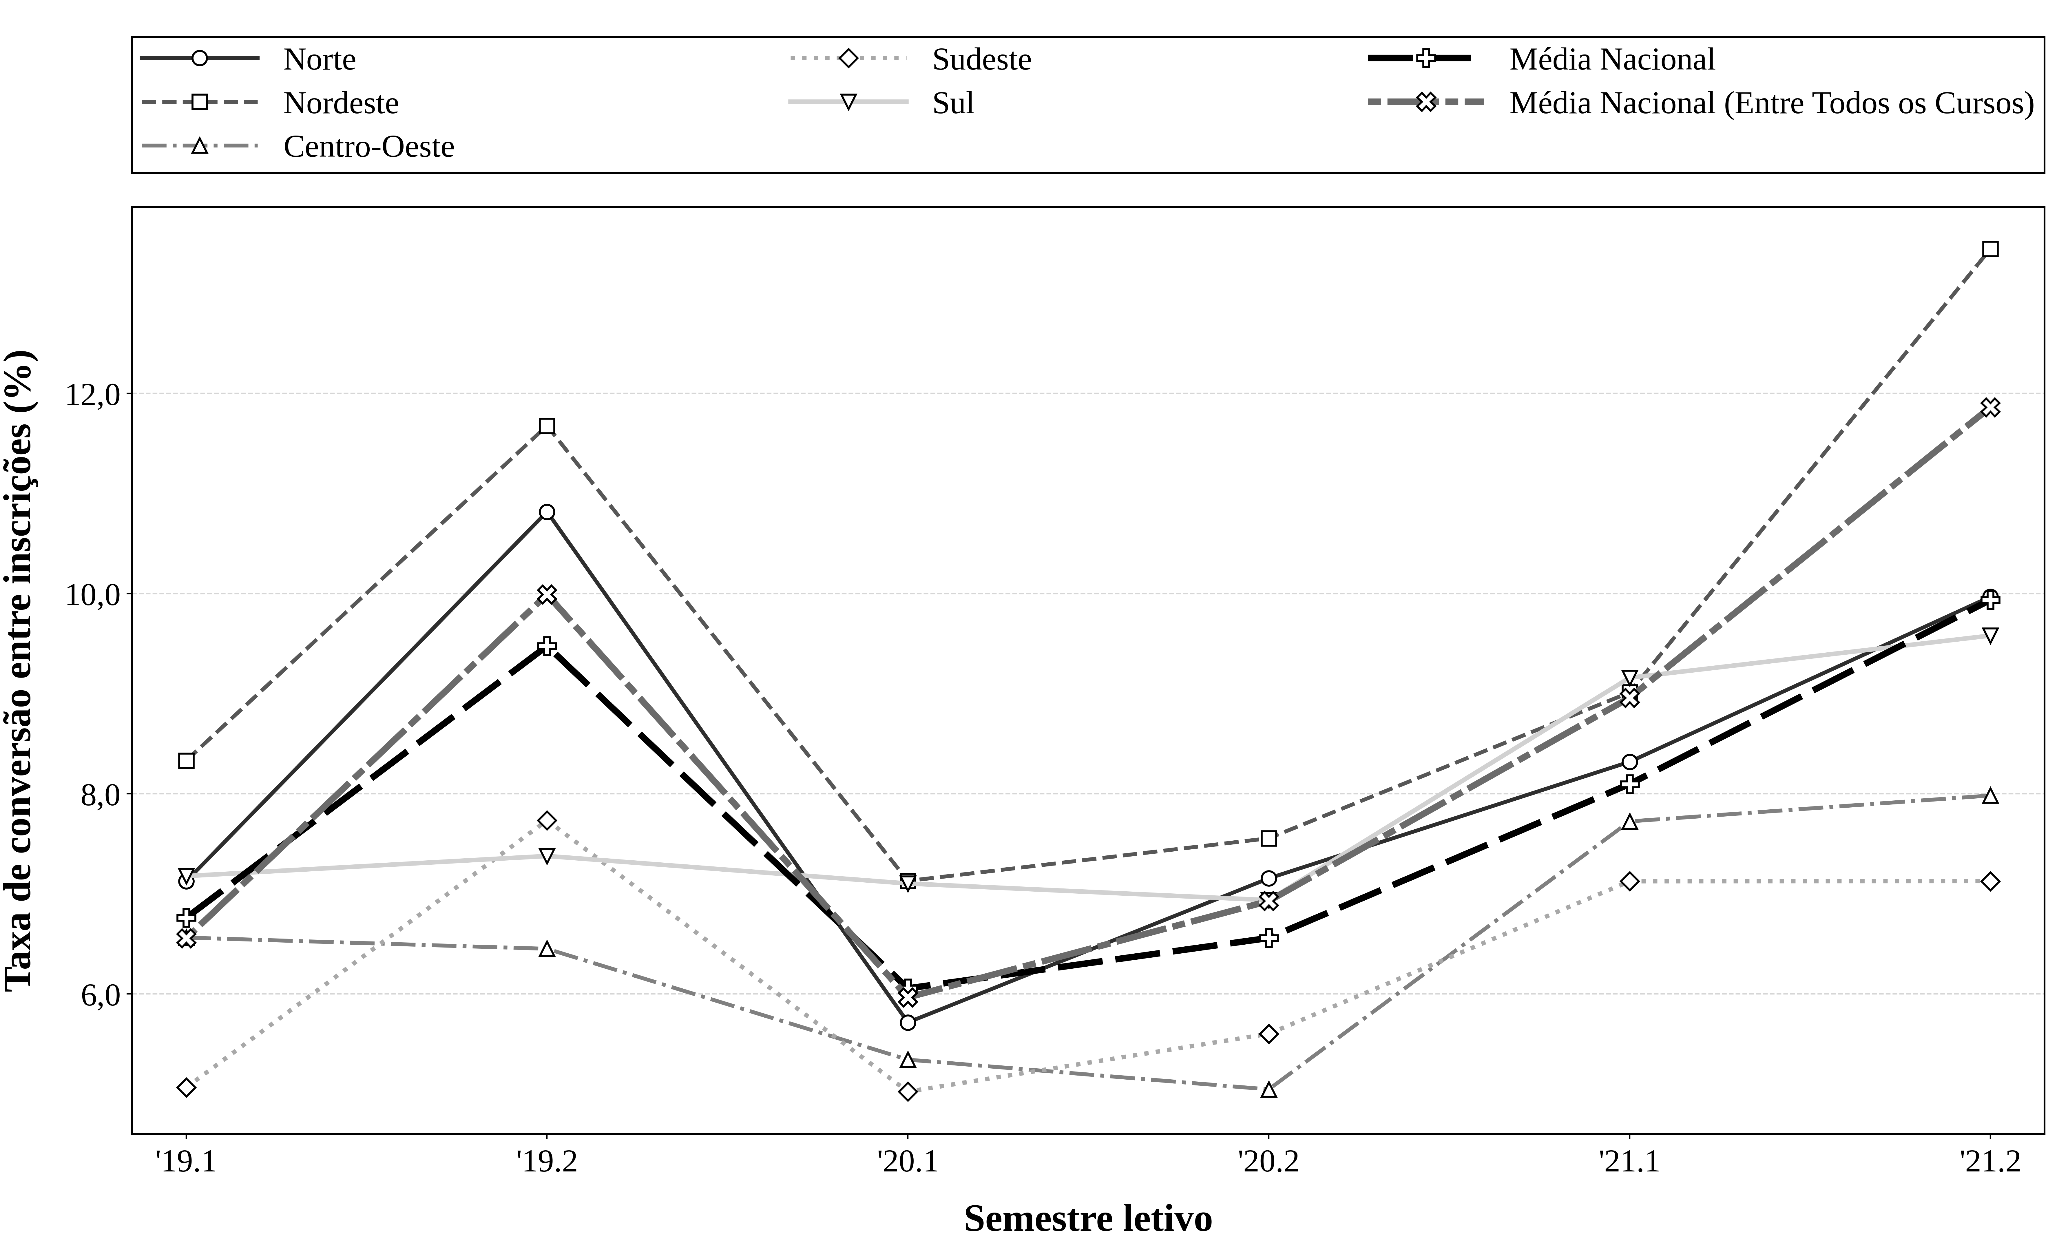 Norte
Nordeste
Centro-Oeste
Sudeste
Sul
Média Nacional
Média Nacional (Entre Todos os Cursos)
Taxa de conversão entre inscrições (%)
12,0
10,0
8,0
6,0
'19.1
'19.2
'20.1
'20.2
'21.1
'21.2
Semestre letivo